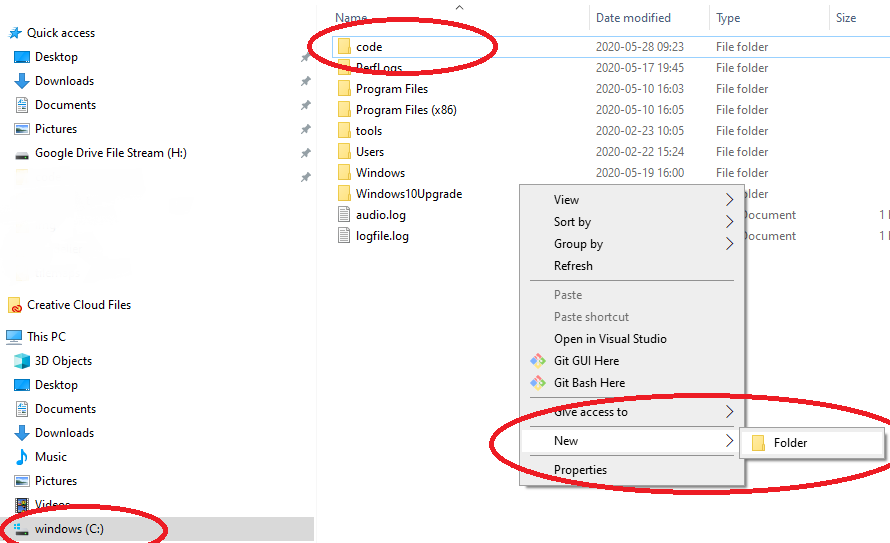 Quick access
Desktop
Downloads
Documents
Pictures
Google Drive File Stream (H:)
Creative Cloud Files
This PC
3D Objects
Desktop
Documents
Downloads
Music
Pictures
Videos
windows (C:)
Name Date modified Type Size
code 2020-05-28 09:23 File folder
PerfLogs 2020-05-17 19:45 File folder
Program Files 2020-05-10 16:03 File folder
Program Files (x86) 2020-05-10 16:05 File folder
tools 2020-02-23 10:05 File folder
Users 2020-02-22 15:24 File folder
Windows 2020-05-19 16:00 File folder
Windows10Upgrade lder
audio.log Document 1
logfile.log Document 1
View
Sort by
Group by
Refresh
Paste
Paste shortcut
Open in Visual Studio
Git GUI Here
Git Bash Here
Give access to
New
Folder
Properties